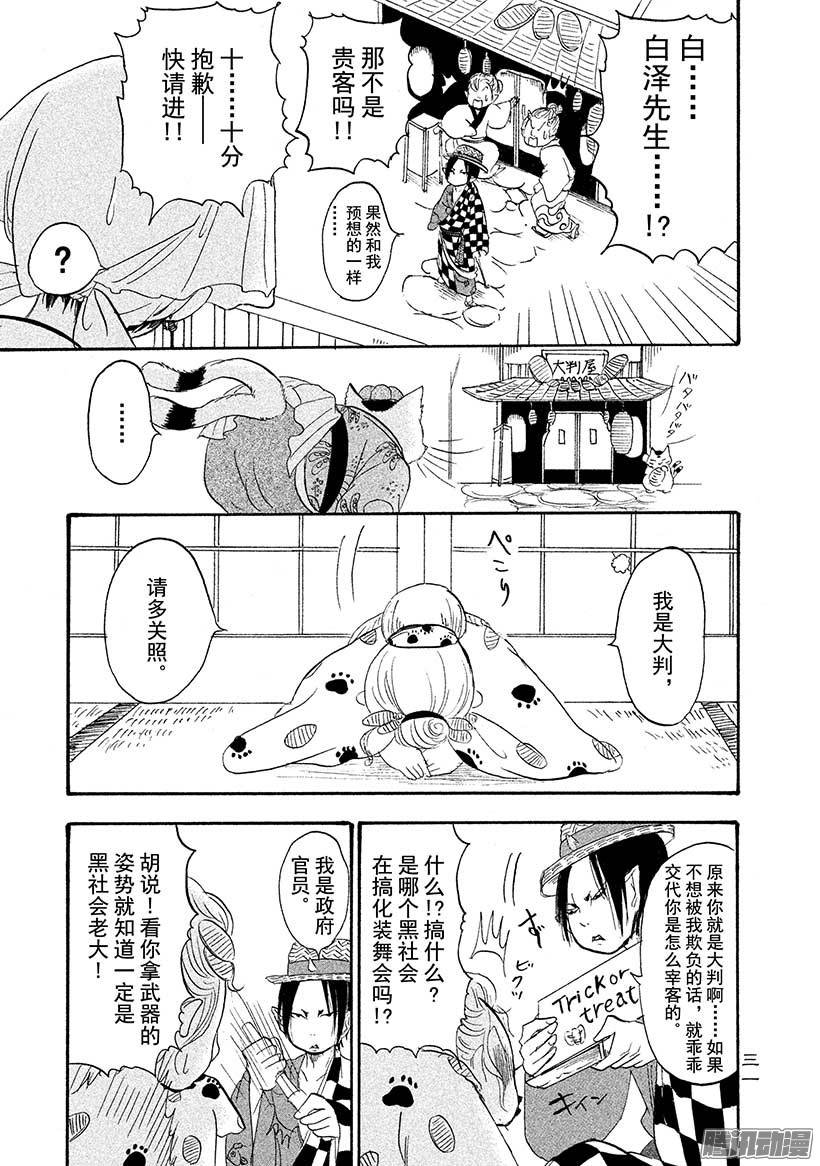 白……
白泽先生……!?
那不是
贵客吗!!
十……十分
抱歉——
快请进!!
果然和我
预想的一样
……
?
大判屋
バタバタッ
バタバタッ
……
我是大判，
ぺこり
请多关照。
原来你就是大判啊……如果
不想被我欺负的话，就乖乖
交代你是怎么宰客的。
Trick or
treat
ビクッ
キィン
什么!?搞什么?
是哪个黑社会
在搞化装舞会吗!?
我是政府
官员。
胡说！看你拿武器的
姿势就知道一定是
黑社会老大！
三一
腾讯动漫